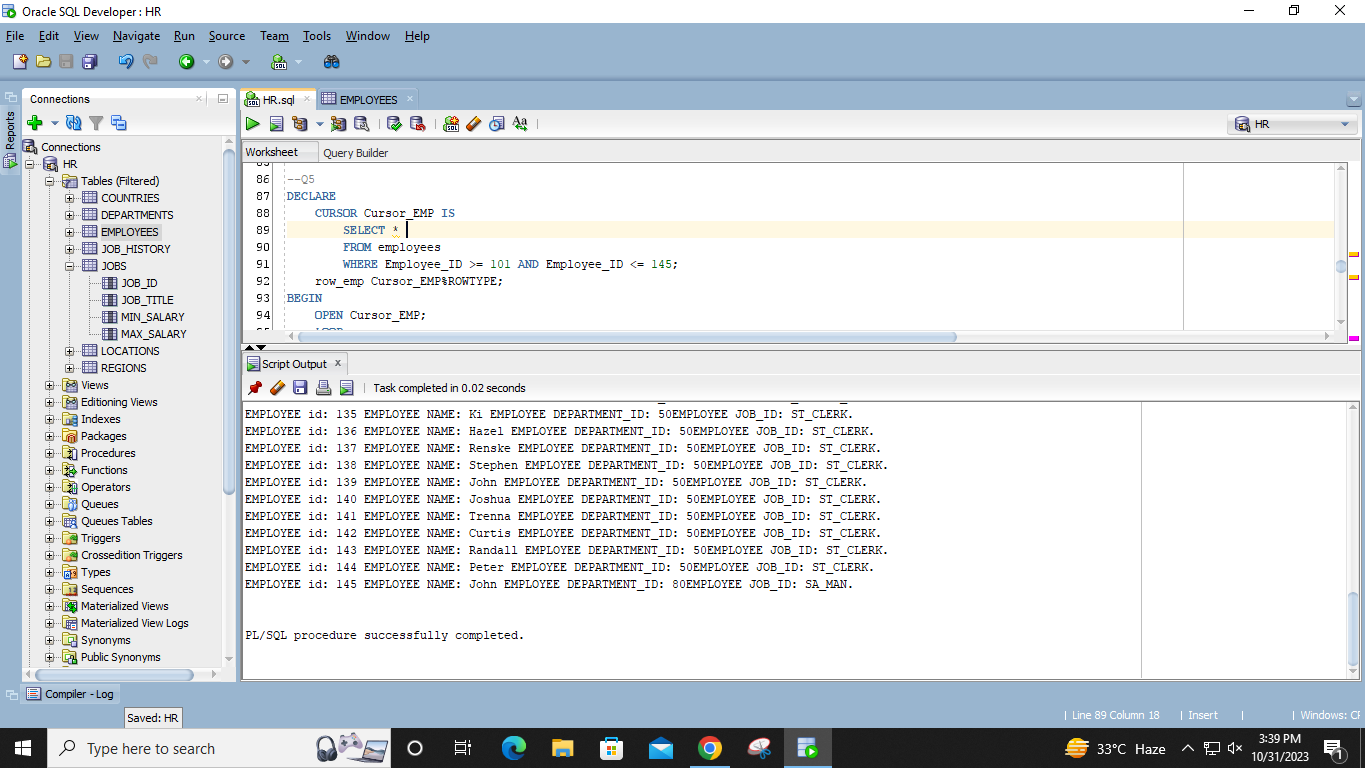 Oracle SQL Developer : HR
File Edit View Navigate Run Source Team Tools Window Help
Connections
HR.sql
EMPLOYEES
Reports
HR
Worksheet
Query Builder
Connections
HR
Tables (Filtered)
COUNTRIES
DEPARTMENTS
EMPLOYEES
JOB_HISTORY
JOBS
JOB_ID
JOB_TITLE
MIN_SALARY
MAX_SALARY
LOCATIONS
REGIONS
Views
Editioning Views
Indexes
Packages
Procedures
Functions
Operators
Queues
Queues Tables
Triggers
Crossedition Triggers
Types
Sequences
Materialized Views
Materialized View Logs
Synonyms
Public Synonyms
86 --Q5
87 DECLARE
88 CURSOR Cursor_EMP IS
89 SELECT *
90 FROM employees
91 WHERE Employee_ID >= 101 AND Employee_ID <= 145;
92 row_emp Cursor_EMP%ROWTYPE;
93 BEGIN
94 OPEN Cursor_EMP;
Script Output x
Task completed in 0.02 seconds
EMPLOYEE id: 135 EMPLOYEE NAME: Ki EMPLOYEE DEPARTMENT_ID: 50EMPLOYEE JOB_ID: ST_CLERK.
EMPLOYEE id: 136 EMPLOYEE NAME: Hazel EMPLOYEE DEPARTMENT_ID: 50EMPLOYEE JOB_ID: ST_CLERK.
EMPLOYEE id: 137 EMPLOYEE NAME: Renske EMPLOYEE DEPARTMENT_ID: 50EMPLOYEE JOB_ID: ST_CLERK.
EMPLOYEE id: 138 EMPLOYEE NAME: Stephen EMPLOYEE DEPARTMENT_ID: 50EMPLOYEE JOB_ID: ST_CLERK.
EMPLOYEE id: 139 EMPLOYEE NAME: John EMPLOYEE DEPARTMENT_ID: 50EMPLOYEE JOB_ID: ST_CLERK.
EMPLOYEE id: 140 EMPLOYEE NAME: Joshua EMPLOYEE DEPARTMENT_ID: 50EMPLOYEE JOB_ID: ST_CLERK.
EMPLOYEE id: 141 EMPLOYEE NAME: Trenna EMPLOYEE DEPARTMENT_ID: 50EMPLOYEE JOB_ID: ST_CLERK.
EMPLOYEE id: 142 EMPLOYEE NAME: Curtis EMPLOYEE DEPARTMENT_ID: 50EMPLOYEE JOB_ID: ST_CLERK.
EMPLOYEE id: 143 EMPLOYEE NAME: Randall EMPLOYEE DEPARTMENT_ID: 50EMPLOYEE JOB_ID: ST_CLERK.
EMPLOYEE id: 144 EMPLOYEE NAME: Peter EMPLOYEE DEPARTMENT_ID: 50EMPLOYEE JOB_ID: ST_CLERK.
EMPLOYEE id: 145 EMPLOYEE NAME: John EMPLOYEE DEPARTMENT_ID: 80EMPLOYEE JOB_ID: SA_MAN.
PL/SQL procedure successfully completed.
Compiler - Log
Saved: HR
Line 89 Column 18
Insert
Windows:
Type here to search
33°C Haze
3:39 PM
10/31/2023
1